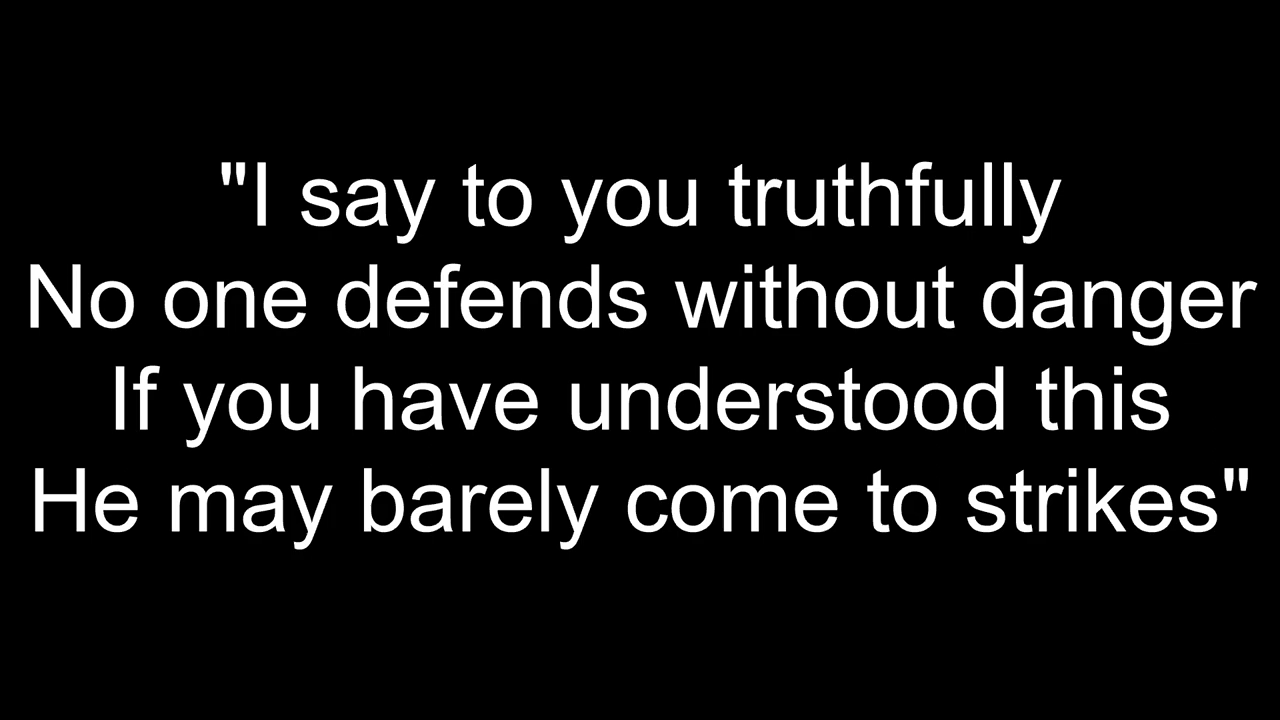 "I say to you truthfully
No one defends without danger
If you have understood this
He may barely come to strikes"